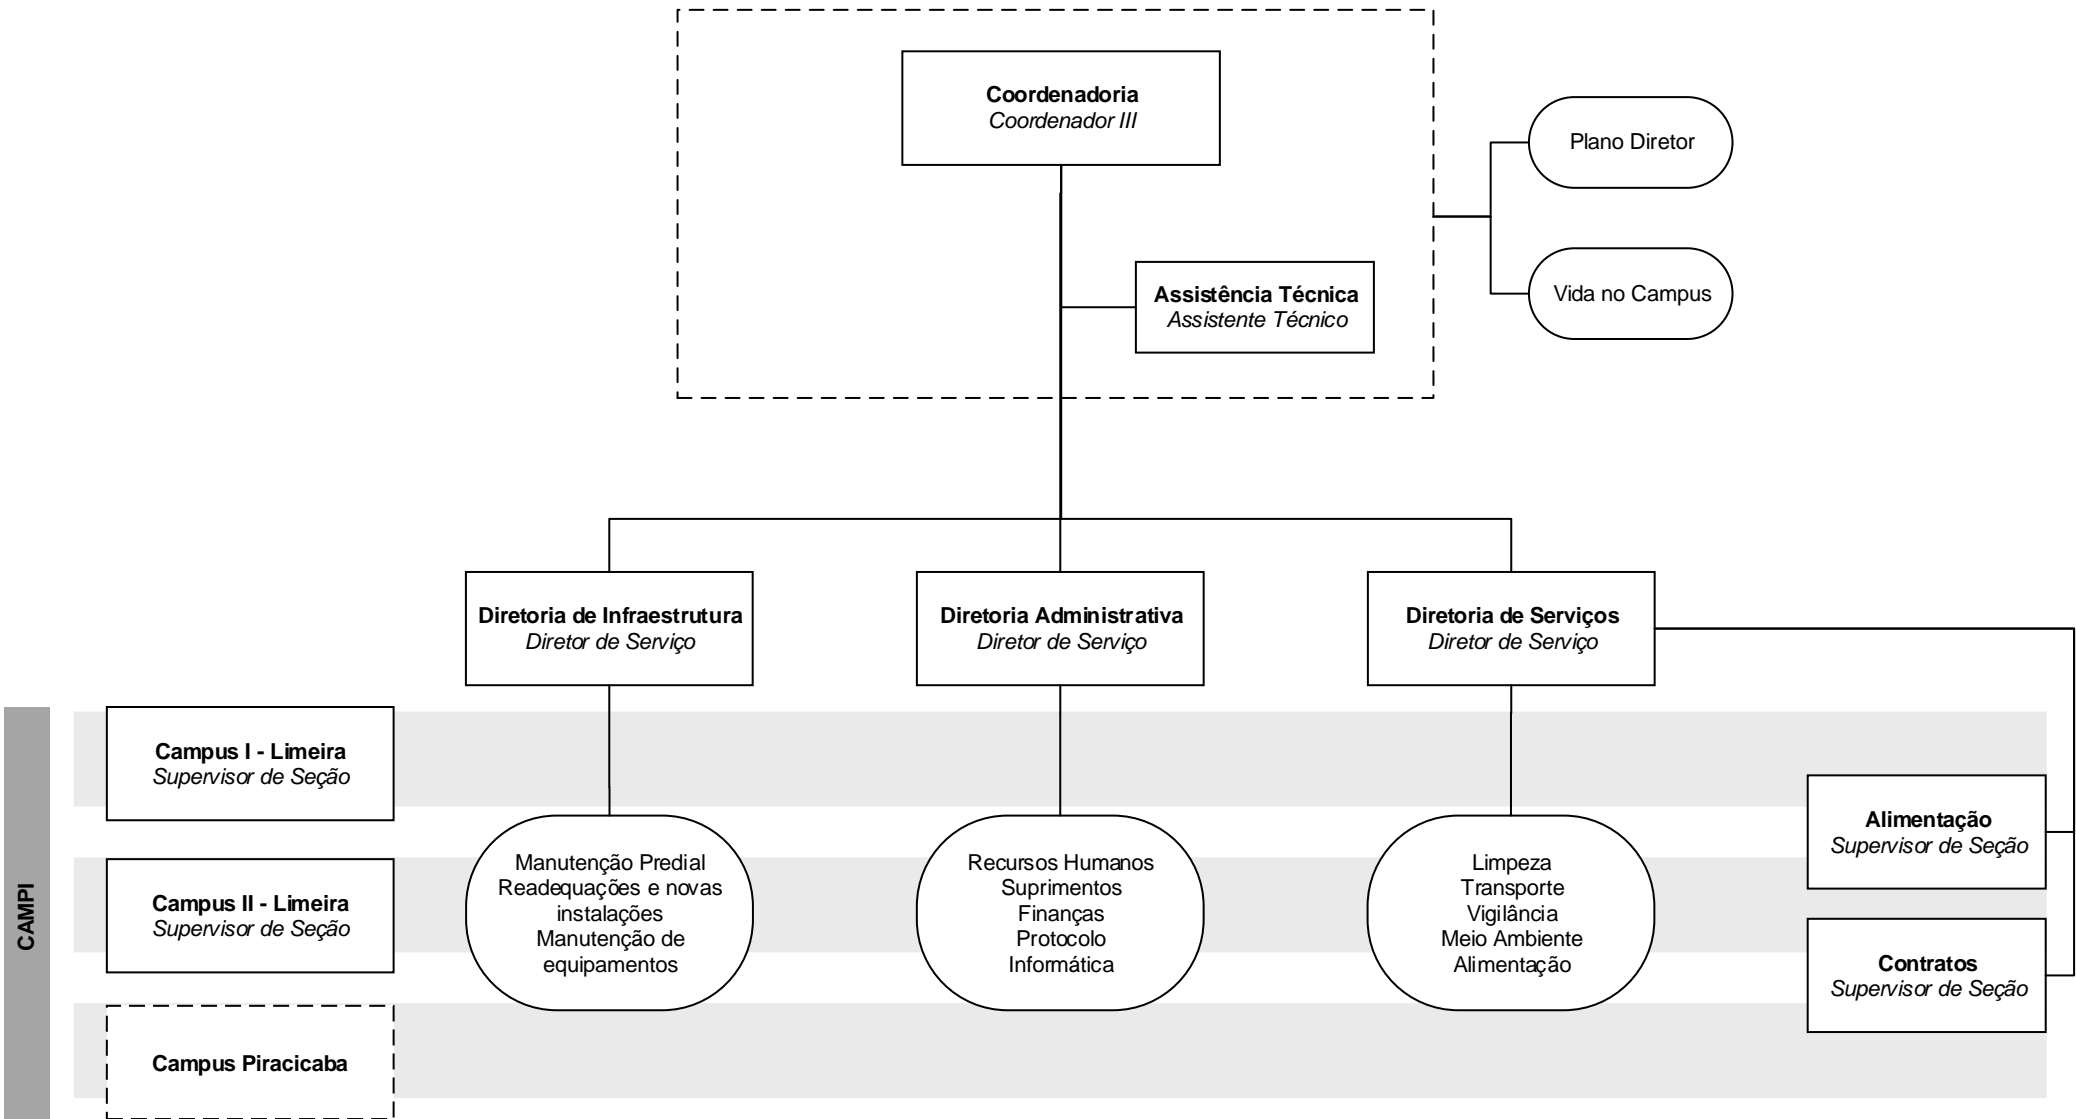 Coordenadoria
Coordenador III
Plano Diretor
Vida no Campus
Assistência Técnica
Assistente Técnico
Diretoria de Infraestrutura
Diretor de Serviço
Diretoria Administrativa
Diretor de Serviço
Diretoria de Serviços
Diretor de Serviço
CAMPI
Campus I - Limeira
Supervisor de Seção
Campus II - Limeira
Supervisor de Seção
Campus Piracicaba
Manutenção Predial
Readequações e novas
instalações
Manutenção de
equipamentos
Recursos Humanos
Suprimentos
Finanças
Protocolo
Informática
Limpeza
Transporte
Vigilância
Meio Ambiente
Alimentação
Alimentação
Supervisor de Seção
Contratos
Supervisor de Seção